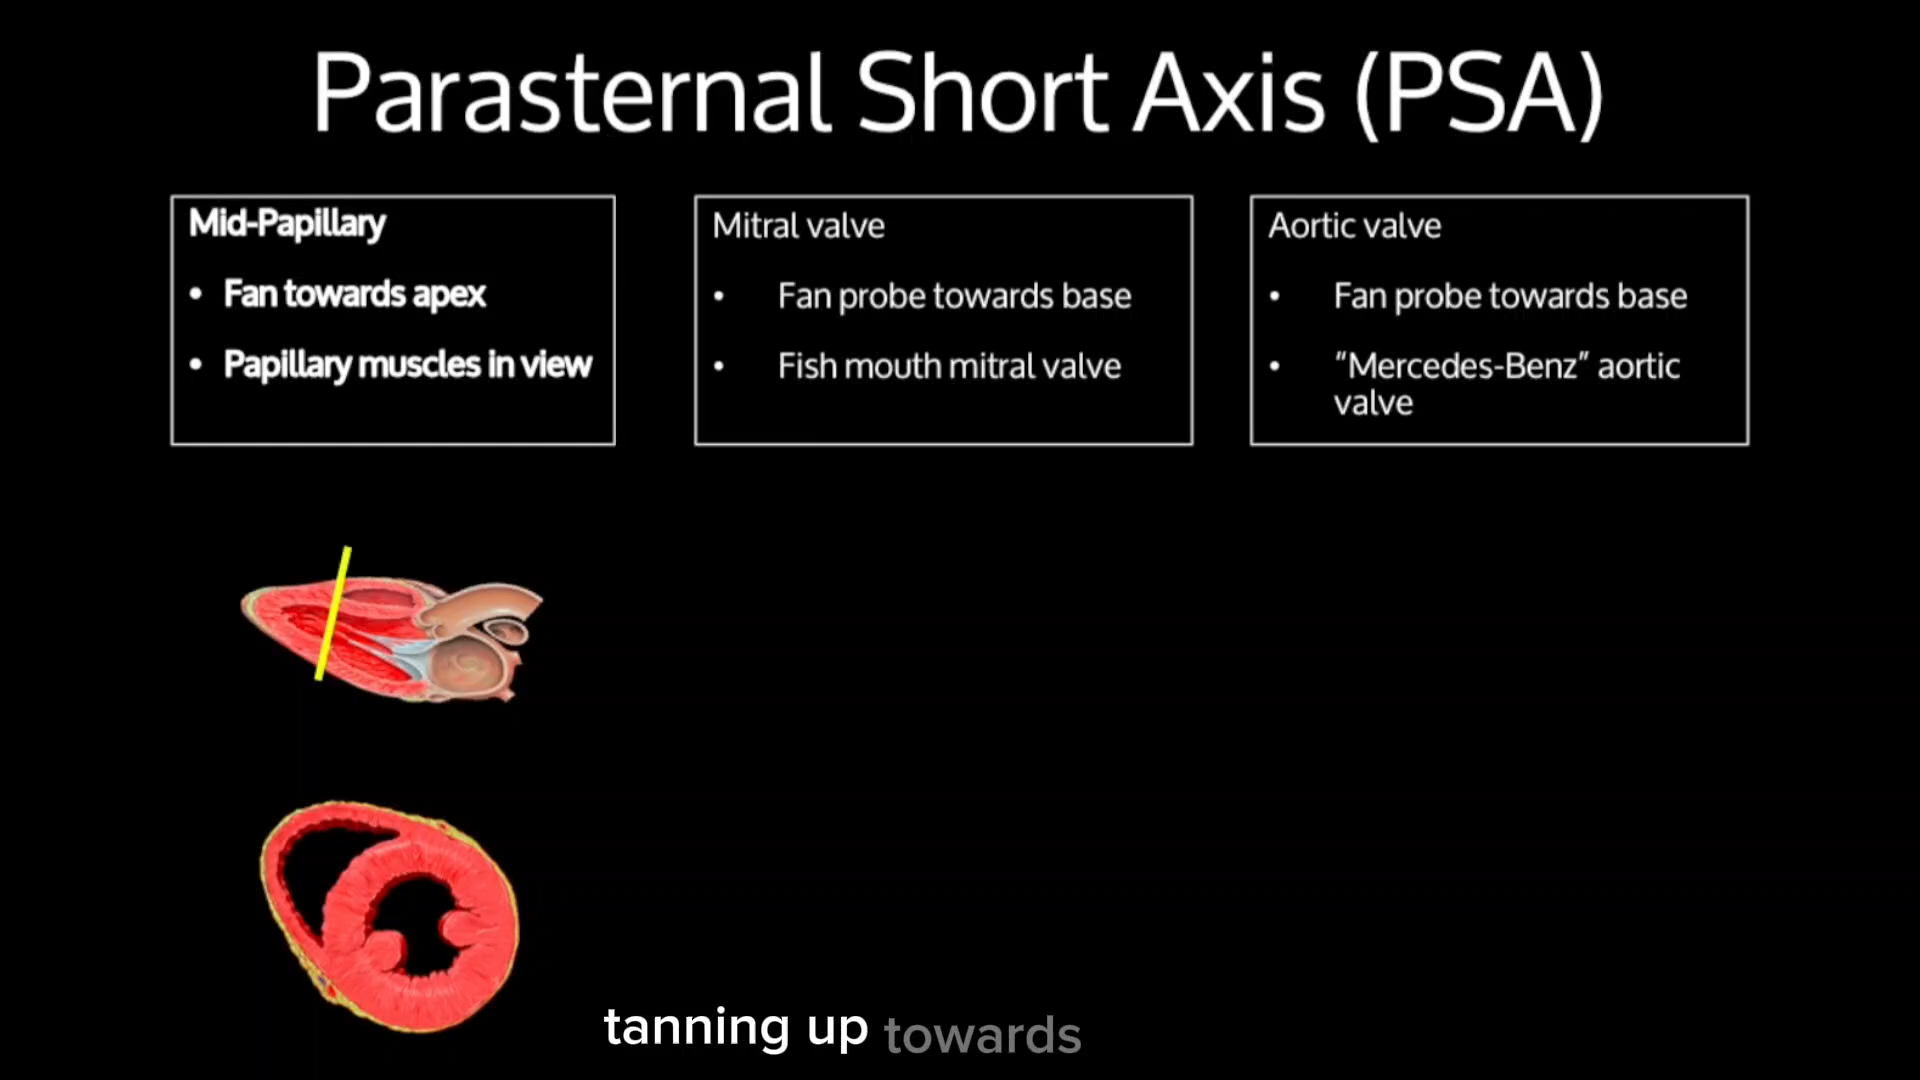 Parasternal Short Axis (PSA)
Mid-Papillary
• Fan towards apex
• Papillary muscles in view
Mitral valve
• Fan probe towards base
• Fish mouth mitral valve
Aortic valve
• Fan probe towards base
• “Mercedes-Benz” aortic
valve
tanning up towards